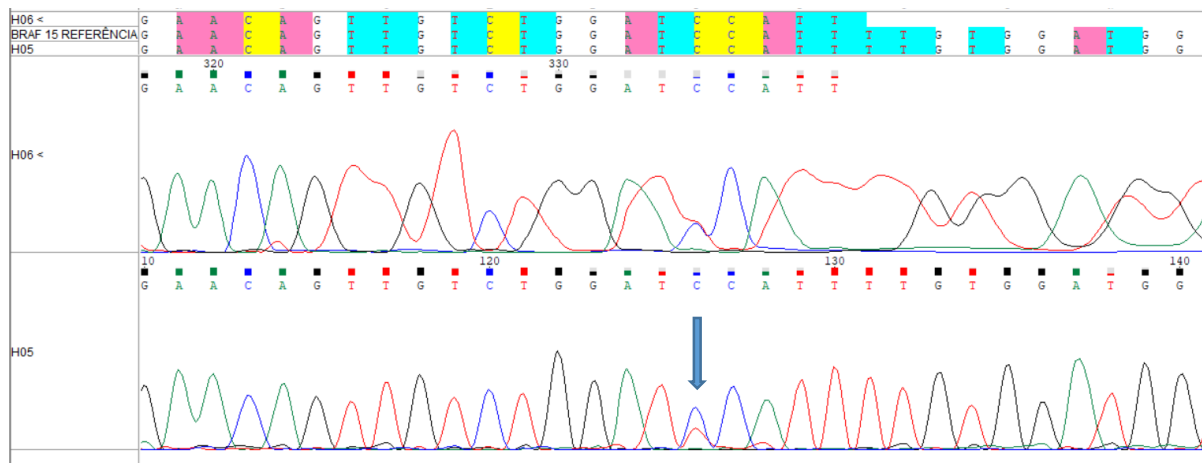 H06 < G A A C A G T T G T C T G G A T C C A T T
BRAF 15 REFERÊNCIA G A A C A G T T G T C T G G A T C C A T T T T G T G G A T G G
H05 G A A C A G T T G T C T G G A T C C A T T T T G T G G A T G G
320 330
G A A C A G T T G T C T G G A T C C A T T
H06 <
10 120 130 140
G A A C A G T T G T C T G G A T C C A T T T T G T G G A T G G
H05